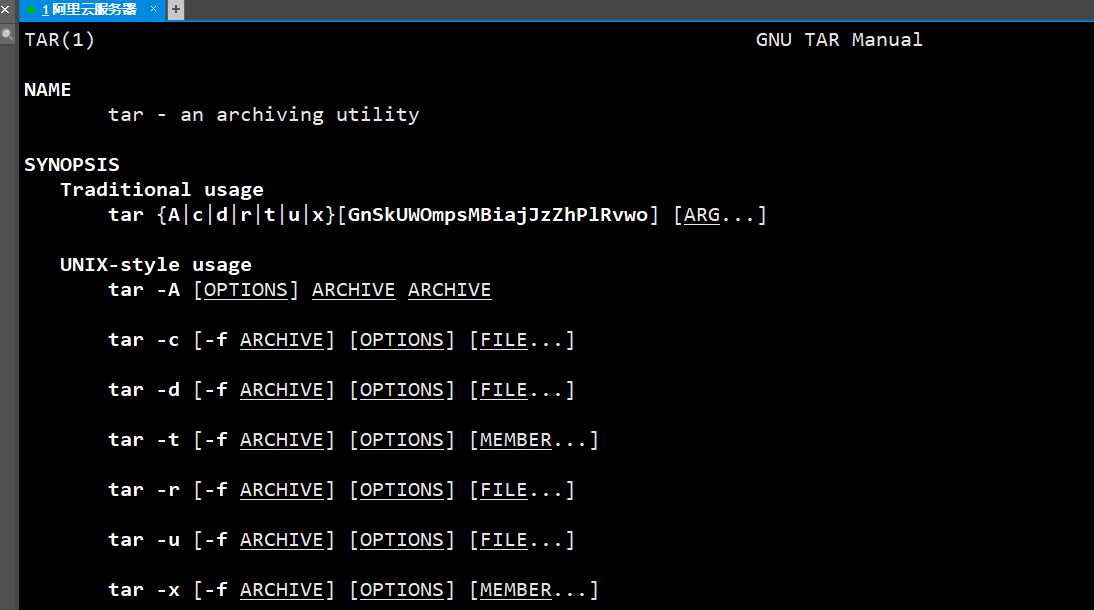 1 阿里云服务器 × +
TAR(1) GNU TAR Manual
NAME
tar - an archiving utility
SYNOPSIS
Traditional usage
tar {A|c|d|r|t|u|x}[GnSkUWOmpsMBiajJzZhPlRvwo] [ARG...]
UNIX-style usage
tar -A [OPTIONS] ARCHIVE ARCHIVE
tar -c [-f ARCHIVE] [OPTIONS] [FILE...]
tar -d [-f ARCHIVE] [OPTIONS] [FILE...]
tar -t [-f ARCHIVE] [OPTIONS] [MEMBER...]
tar -r [-f ARCHIVE] [OPTIONS] [FILE...]
tar -u [-f ARCHIVE] [OPTIONS] [FILE...]
tar -x [-f ARCHIVE] [OPTIONS] [MEMBER...]